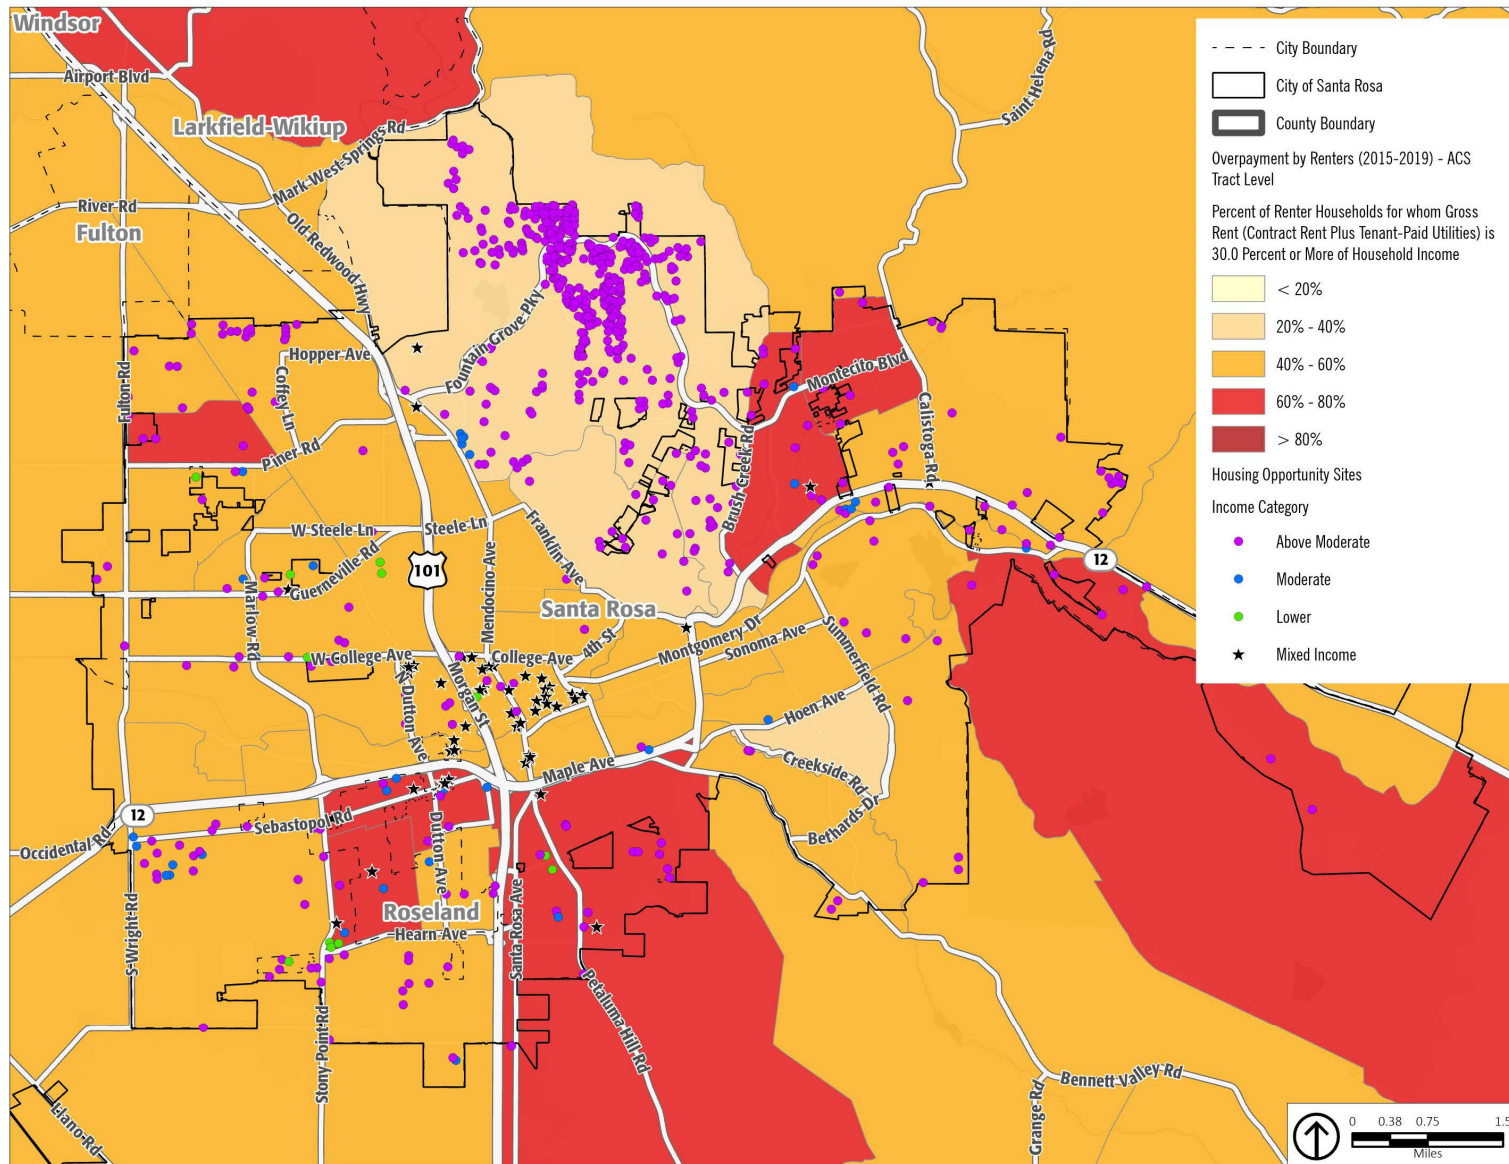 Windsor
Airport Blvd
Larkfield-Wikiup
Mark West Springs Rd
River Rd
Fulton
Old Redwood Hwy
Saint Helena Rd
Fountain Grove Pky
Hopper Ave
Fulton Rd
Coffey Ln
Piner Rd
Montecito Blvd
Calistoga Rd
Brush Creek Rd
W Steele Ln
Steele Ln
Franklin Ave
Guerneville Rd
101
Mendocino Ave
Marlow Rd
Santa Rosa
12
4th St
Montgomery Dr
Sonoma Ave
Summerfield Rd
W College Ave
College Ave
N Dutton Ave
Morgan St
Hoen Ave
Creekside Rd
Bethards Dr
Maple Ave
12
Occidental Rd
Sebastopol Rd
Dutton Ave
S Wright Rd
Roseland
Hearn Ave
Santa Rosa Ave
Petaluma Hill Rd
Stony Point Rd
Llano Rd
Grange Rd
Bennett Valley Rd
City Boundary
City of Santa Rosa
County Boundary
Overpayment by Renters (2015-2019) - ACS
Tract Level
Percent of Renter Households for whom Gross
Rent (Contract Rent Plus Tenant-Paid Utilities) is
30.0 Percent or More of Household Income
< 20%
20% - 40%
40% - 60%
60% - 80%
> 80%
Housing Opportunity Sites
Income Category
Above Moderate
Moderate
Lower
Mixed Income
0 0.38 0.75 1.5
Miles